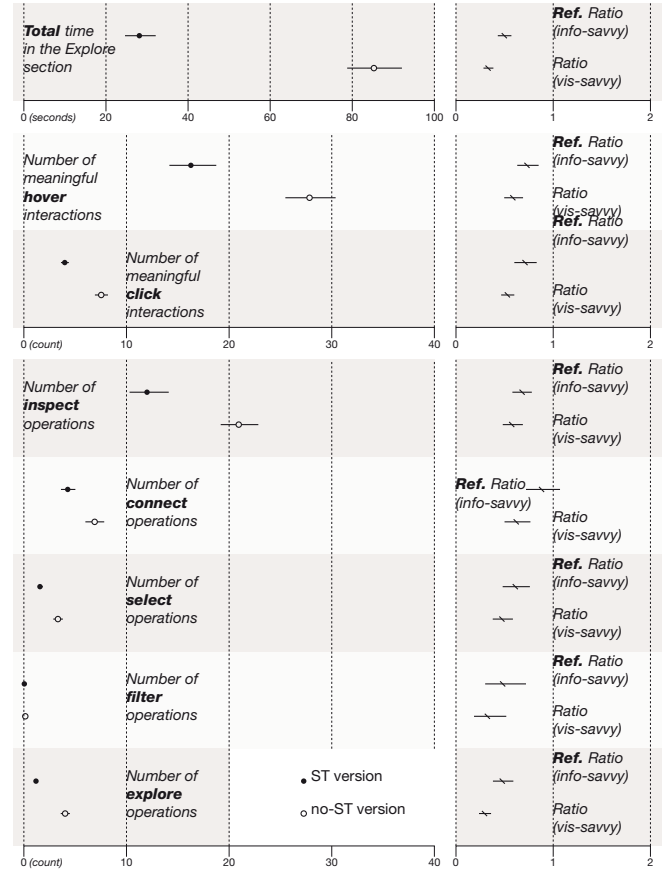 Total time
in the Explore
section
Ref. Ratio
(info-savvy)
Ratio
(vis-savvy)
0 (seconds) 20 40 60 80 100
0 1 2
Number of
meaningful
hover
interactions
Ref. Ratio
(info-savvy)
Ratio
(vis-savvy)
Number of
meaningful
click
interactions
Ref. Ratio
(info-savvy)
Ratio
(vis-savvy)
0 (count) 10 20 30 40
0 1 2
Number of
inspect
operations
Ref. Ratio
(info-savvy)
Ratio
(vis-savvy)
Number of
connect
operations
Ref. Ratio
(info-savvy)
Ratio
(vis-savvy)
Number of
select
operations
Ref. Ratio
(info-savvy)
Ratio
(vis-savvy)
Number of
filter
operations
Ref. Ratio
(info-savvy)
Ratio
(vis-savvy)
Number of
explore
operations
ST version
no-ST version
Ref. Ratio
(info-savvy)
Ratio
(vis-savvy)
0 (count) 10 20 30 40
0 1 2